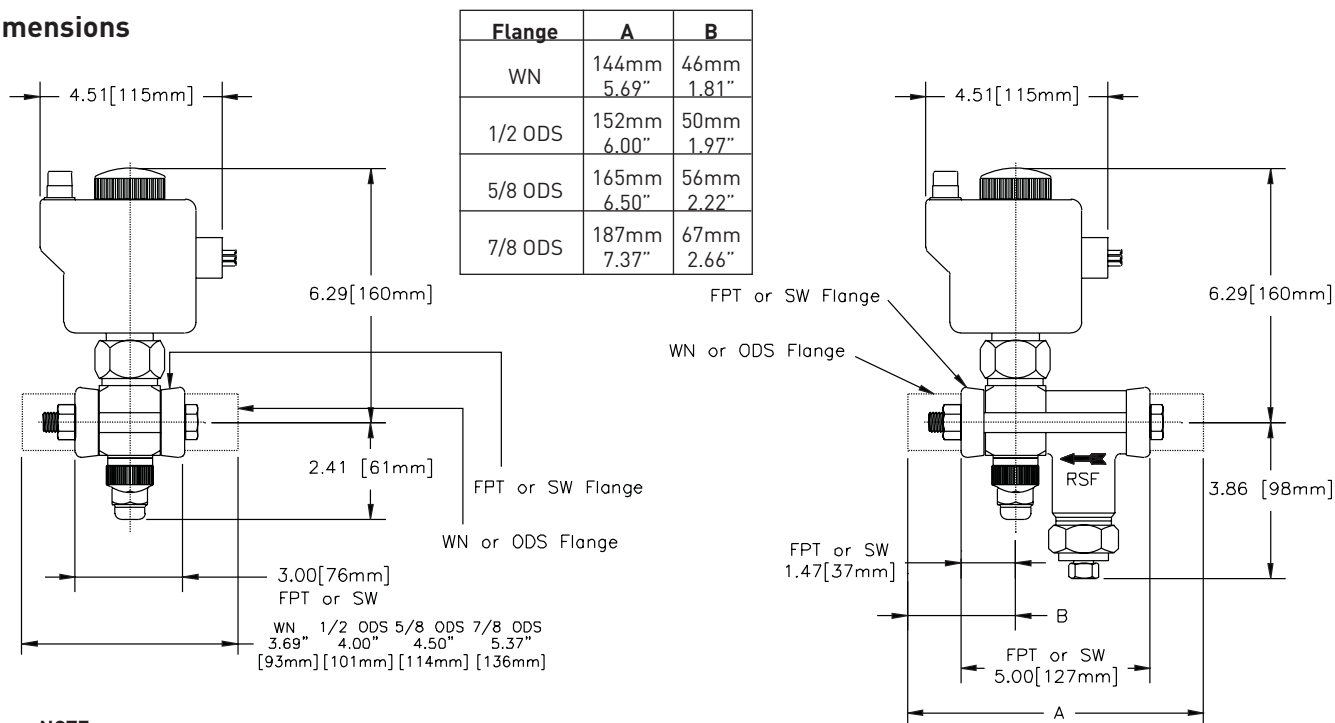 mensions
Flange A B
WN 144mm 46mm
5.69” 1.81”
1/2 ODS 152mm 50mm
6.00” 1.97”
5/8 ODS 165mm 56mm
6.50” 2.22”
7/8 ODS 187mm 67mm
7.37” 2.66”
4.51[115mm]
6.29[160mm]
2.41 [61mm]
FPT or SW Flange
WN or ODS Flange
3.00[76mm]
FPT or SW
WN 1/2 ODS 5/8 ODS 7/8 ODS
3.69" 4.00" 4.50" 5.37"
[93mm] [101mm] [114mm] [136mm]
4.51[115mm]
FPT or SW Flange
6.29[160mm]
WN or ODS Flange
RSF
3.86 [98mm]
FPT or SW
1.47[37mm]
B
FPT or SW
5.00[127mm]
A